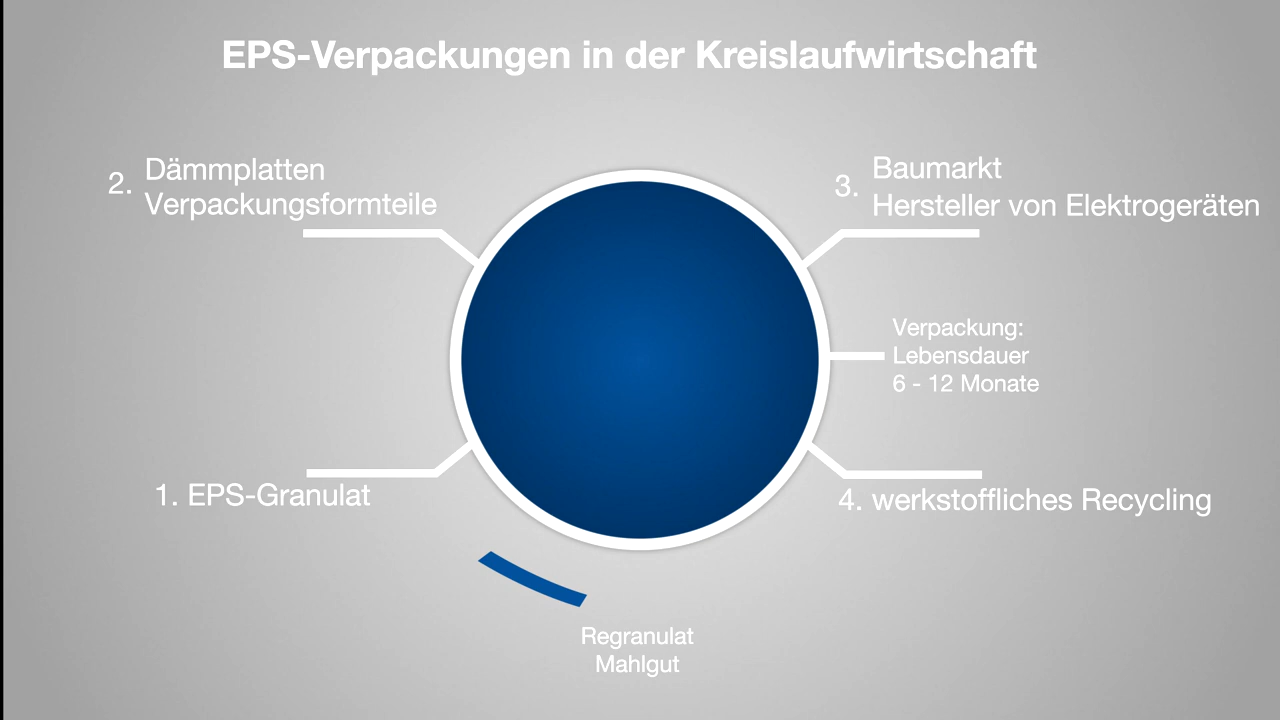 EPS-Verpackungen in der Kreislaufwirtschaft
2. Dämmplatten
Verpackungsformteile
3. Baumarkt
Hersteller von Elektrogeräten
Verpackung:
Lebensdauer
6 - 12 Monate
1. EPS-Granulat
4. werkstoffliches Recycling
Regranulat
Mahlgut